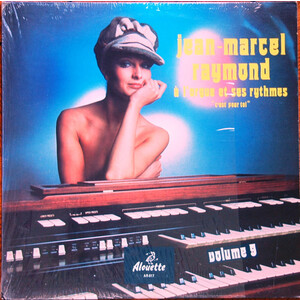 jean-marcel
raymond
à l'orgue et ses rythmes
"c'est pour toi"
volume 5
Alouette